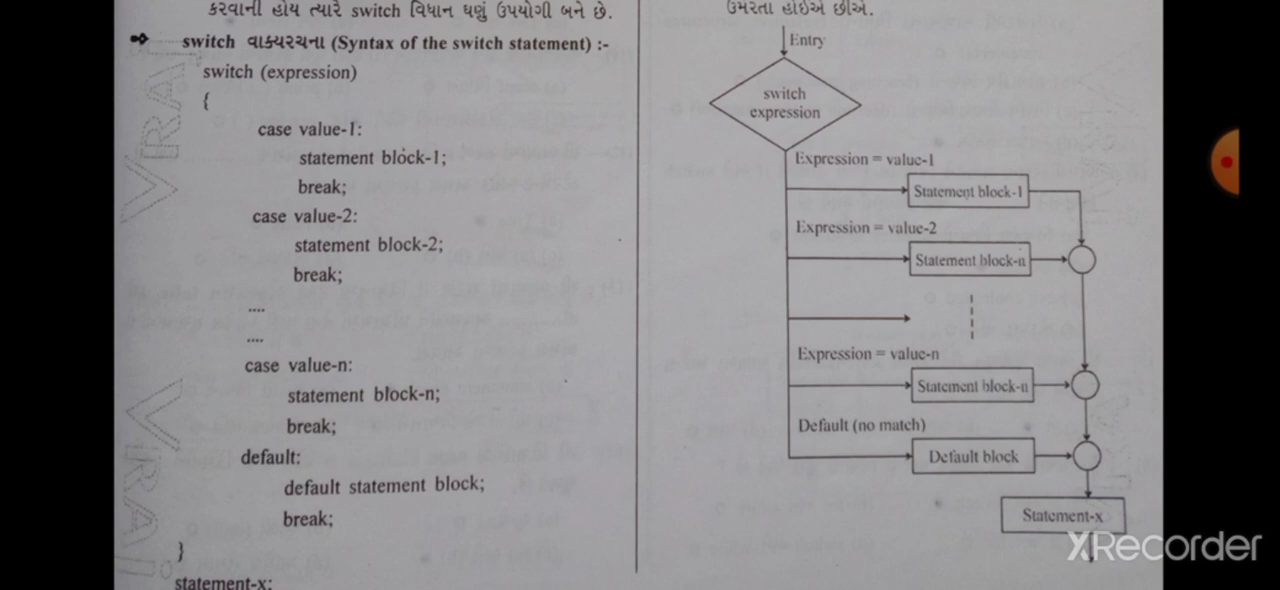 કરવાની હોય ત્યારે switch વિધાન ઘણું ઉપયોગી બને છે.
switch વાક્યરચના (Syntax of the switch statement) :-
switch (expression)
{
case value-1:
statement block-1;
break;
case value-2:
statement block-2;
break;
....
....
case value-n:
statement block-n;
break;
default:
default statement block;
break;
}
statement-x;
ઉમેરતા હોઈએ છીએ.
Entry
switch
expression
Expression = value-1
Statement block-1
Expression = value-2
Statement block-n
Expression = value-n
Statement block-n
Default (no match)
Default block
Statement-x
XRecorder